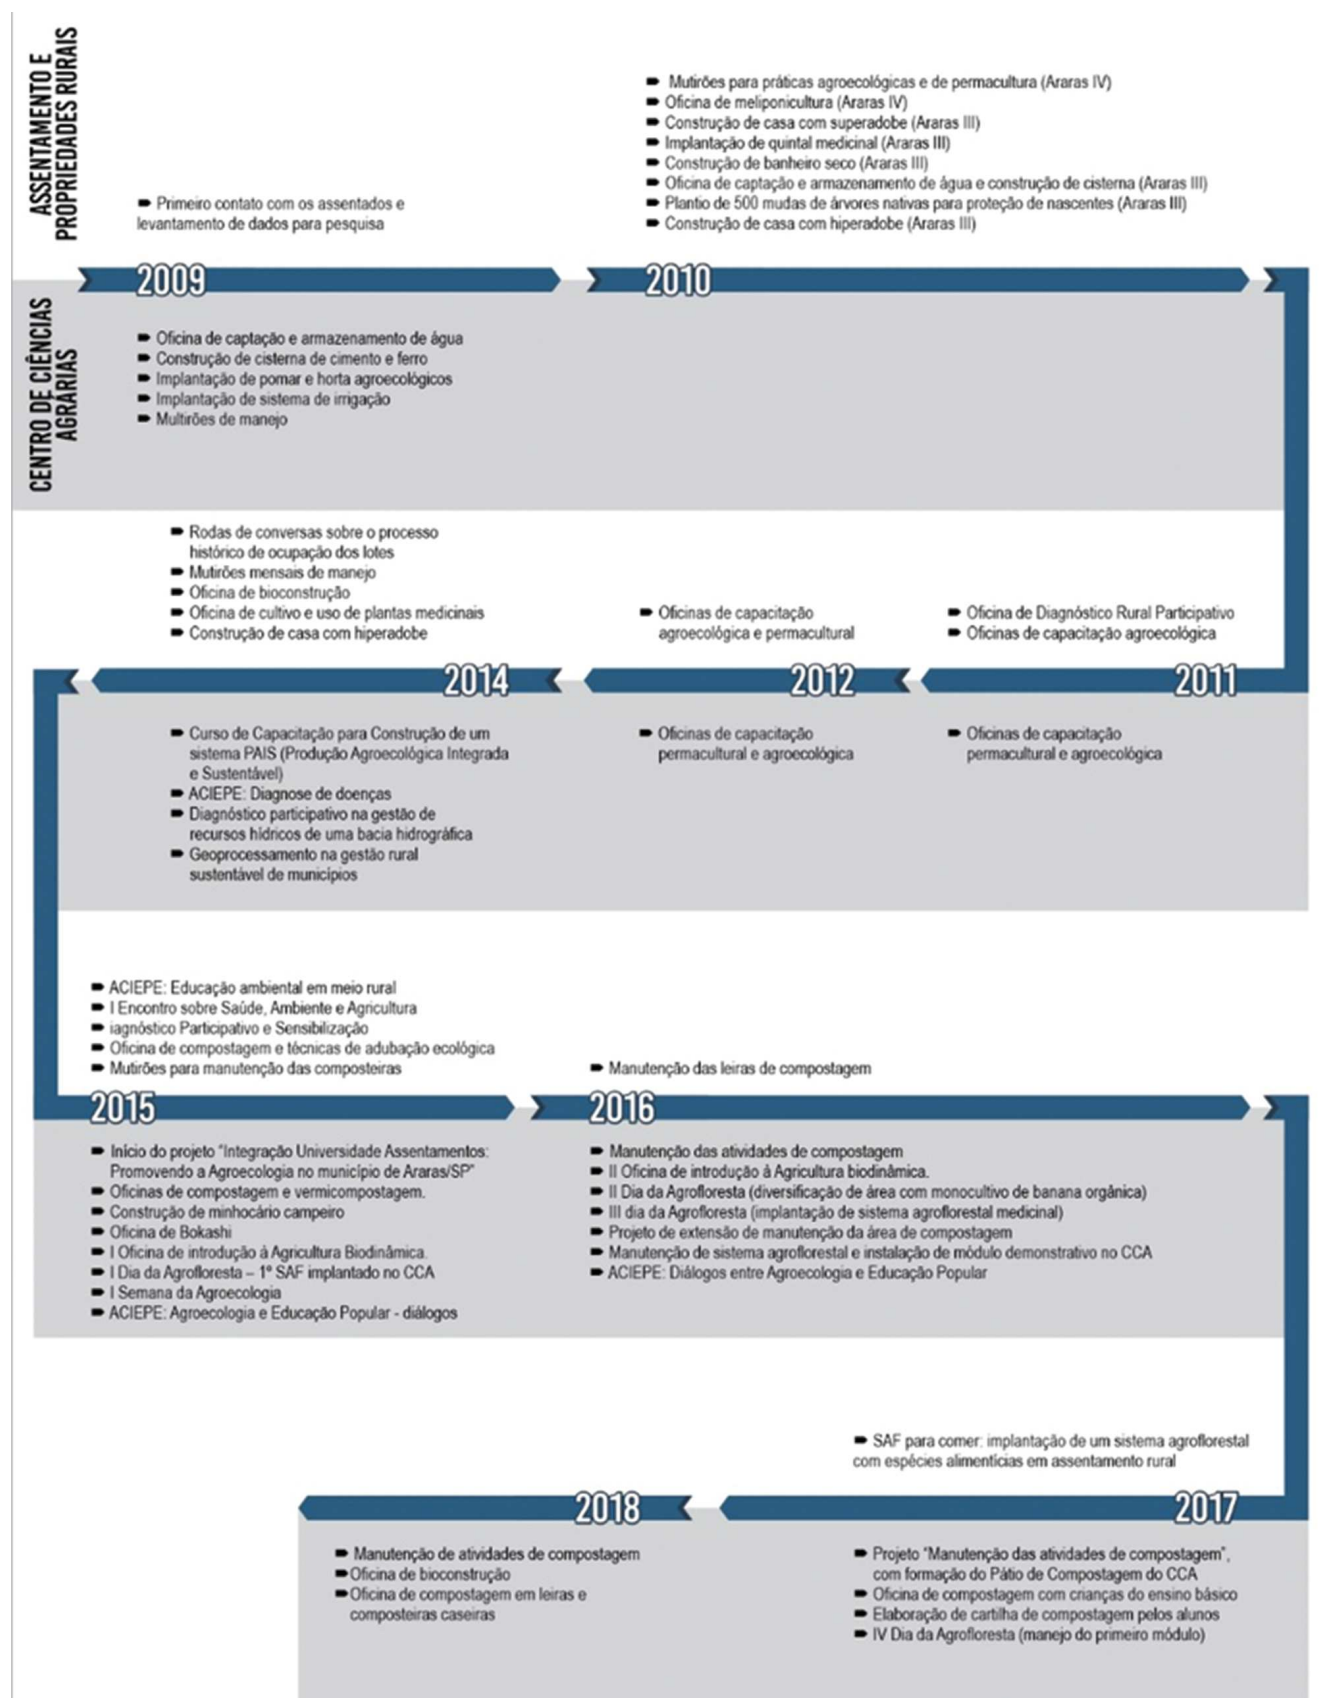 ASSENTAMENTO E
PROPRIEDADES RURAIS
Primeiro contato com os assentados e
levantamento de dados para pesquisa
Mutirões para práticas agroecológicas e de permacultura (Araras IV)
Oficina de meliponicultura (Araras IV)
Construção de casa com superadobe (Araras III)
Implantação de quintal medicinal (Araras III)
Construção de banheiro seco (Araras III)
Oficina de captação e armazenamento de água e construção de cisterna (Araras III)
Plantio de 500 mudas de árvores nativas para proteção de nascentes (Araras III)
Construção de casa com hiperadobe (Araras III)
2009
2010
CENTRO DE CIÊNCIAS
AGRÁRIAS
Oficina de captação e armazenamento de água
Construção de cisterna de cimento e ferro
Implantação de pomar e horta agroecológicos
Implantação de sistema de irrigação
Multirões de manejo
Oficina de Diagnóstico Rural Participativo
Oficinas de capacitação agroecológica
2011
Oficinas de capacitação
permacultural e agroecológica
Oficinas de capacitação
agroecológica e permacultural
2012
Oficinas de capacitação
permacultural e agroecológica
Rodas de conversas sobre o processo
histórico de ocupação dos lotes
Mutirões mensais de manejo
Oficina de bioconstrução
Oficina de cultivo e uso de plantas medicinais
Construção de casa com hiperadobe
2014
Curso de Capacitação para Construção de um
sistema PAIS (Produção Agroecológica Integrada
e Sustentável)
ACIEPE: Diagnose de doenças
Diagnóstico participativo na gestão de
recursos hídricos de uma bacia hidrográfica
Geoprocessamento na gestão rural
sustentável de municípios
ACIEPE: Educação ambiental em meio rural
I Encontro sobre Saúde, Ambiente e Agricultura
iagnóstico Participativo e Sensibilização
Oficina de compostagem e técnicas de adubação ecológica
Mutirões para manutenção das composteiras
2015
Início do projeto "Integração Universidade Assentamentos:
Promovendo a Agroecologia no município de Araras/SP"
Oficinas de compostagem e vermicompostagem.
Construção de minhocário campeiro
Oficina de Bokashi
I Oficina de introdução à Agricultura Biodinâmica.
I Dia da Agrofloresta – 1º SAF implantado no CCA
I Semana da Agroecologia
ACIEPE: Agroecologia e Educação Popular - diálogos
Manutenção das leiras de compostagem
2016
Manutenção das atividades de compostagem
II Oficina de introdução à Agricultura biodinâmica.
II Dia da Agrofloresta (diversificação de área com monocultivo de banana orgânica)
III dia da Agrofloresta (implantação de sistema agroflorestal medicinal)
Projeto de extensão de manutenção da área de compostagem
Manutenção de sistema agroflorestal e instalação de módulo demonstrativo no CCA
ACIEPE: Diálogos entre Agroecologia e Educação Popular
SAF para comer: implantação de um sistema agroflorestal
com espécies alimentícias em assentamento rural
2017
Projeto "Manutenção das atividades de compostagem",
com formação do Pátio de Compostagem do CCA
Oficina de compostagem com crianças do ensino básico
Elaboração de cartilha de compostagem pelos alunos
IV Dia da Agrofloresta (manejo do primeiro módulo)
2018
Manutenção de atividades de compostagem
Oficina de bioconstrução
Oficina de compostagem em leiras e
composteiras caseiras